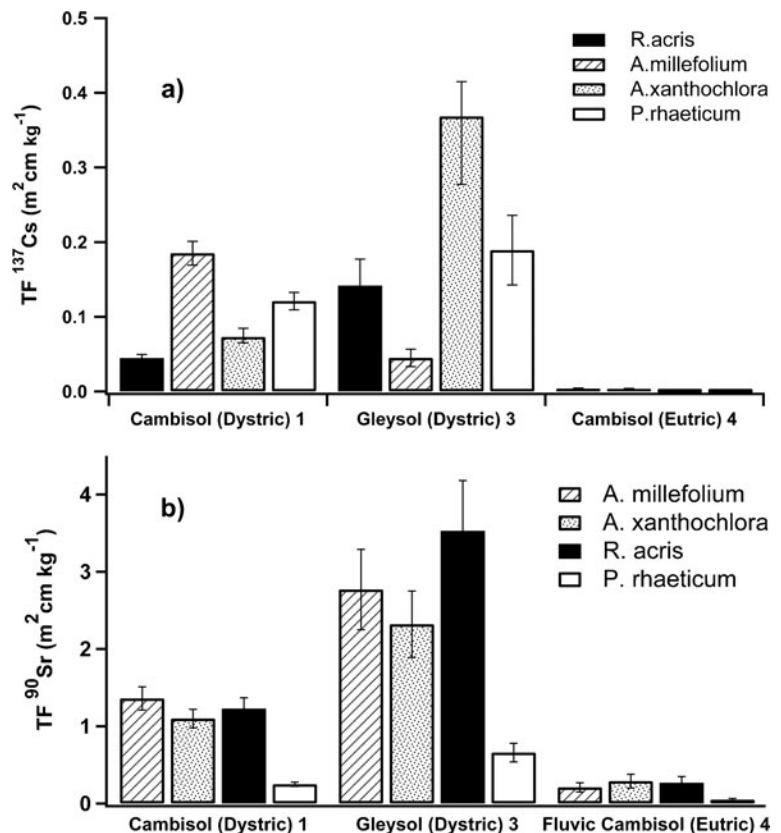 0.5
0.4
0.3
0.2
0.1
0.0
TF ¹³⁷Cs (m²cm kg⁻¹)
a)
R.acris
A.millefolium
A.xanthochlora
P.rhaeticum
Cambisol (Dystric) 1 Gleysol (Dystric) 3 Cambisol (Eutric) 4
4
3
2
1
0
TF ⁹⁰Sr (m²cm kg⁻¹)
b)
A. millefolium
A. xanthochlora
R. acris
P. rhaeticum
Cambisol (Dystric) 1 Gleysol (Dystric) 3 Fluvic Cambisol (Eutric) 4